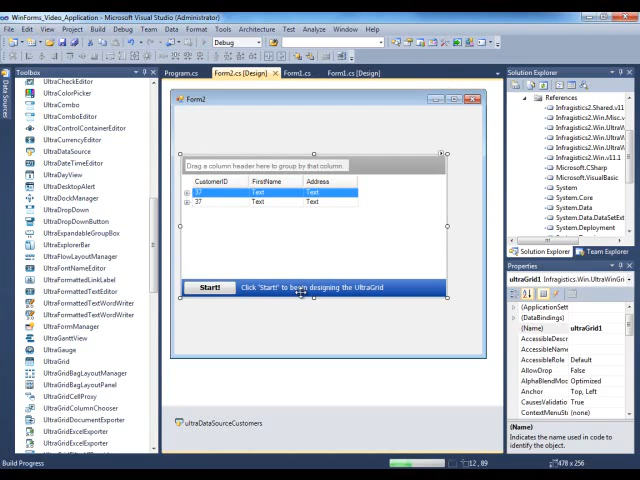 WinForms_Video_Application - Microsoft Visual Studio (Administrator)
File Edit View Project Build Debug Team Data Format Tools Architecture Test Analyze Window Help
Debug
Toolbox
Program.cs Form2.cs [Design] Form1.cs Form1.cs [Design]
Solution Explorer
Data Sources
UltraCheckEditor
UltraColorPicker
UltraCombo
UltraComboEditor
UltraControlContainerEditor
UltraCurrencyEditor
UltraDataSource
UltraDateTimeEditor
UltraDayView
UltraDesktopAlert
UltraDockManager
UltraDropDown
UltraDropDownButton
UltraExplorerBar
UltraFlowLayoutManager
UltraFontNameEditor
UltraFormattedLinkLabel
UltraFormattedTextEditor
UltraFormattedTextWordWriter
UltraFormattedTextWordWriter
UltraFormManager
UltraGanttView
UltraGauge
UltraGrid
UltraGridBagLayoutManager
UltraGridBagLayoutPanel
UltraGridCellProxy
UltraGridColumnChooser
UltraGridDocumentExporter
UltraGridExcelExporter
UltraGridExcelExporter
Form2
Drag a column header here to group by that column.
CustomerID FirstName Address
37 Text Text
37 Text Text
Start!
Click 'Start!' to begin designing the UltraGrid
ultraDataSourceCustomers
References
Infragistics2.Shared.v11
Infragistics2.Win.Misc.v
Infragistics2.Win.UltraW
Infragistics2.Win.UltraW
Infragistics2.Win.UltraW
Infragistics2.Win.v11.1
Microsoft.CSharp
Microsoft.VisualBasic
System
System.Core
System.Data
System.Data.DataSetExt
System.Deployment
Solution Explorer Team Explorer
Properties
ultraGrid1 Infragistics.Win.UltraWinGri
(ApplicationSett
(DataBindings)
(Name) ultraGrid1
AccessibleDescr
AccessibleName
AccessibleRole Default
AllowDrop False
AlphaBlendMod Optimized
Anchor Top, Left
CausesValidatio True
ContextMenuSt (none)
(Name)
Indicates the name used in code to
identify the object.
Build Progress
12, 89
478 x 256